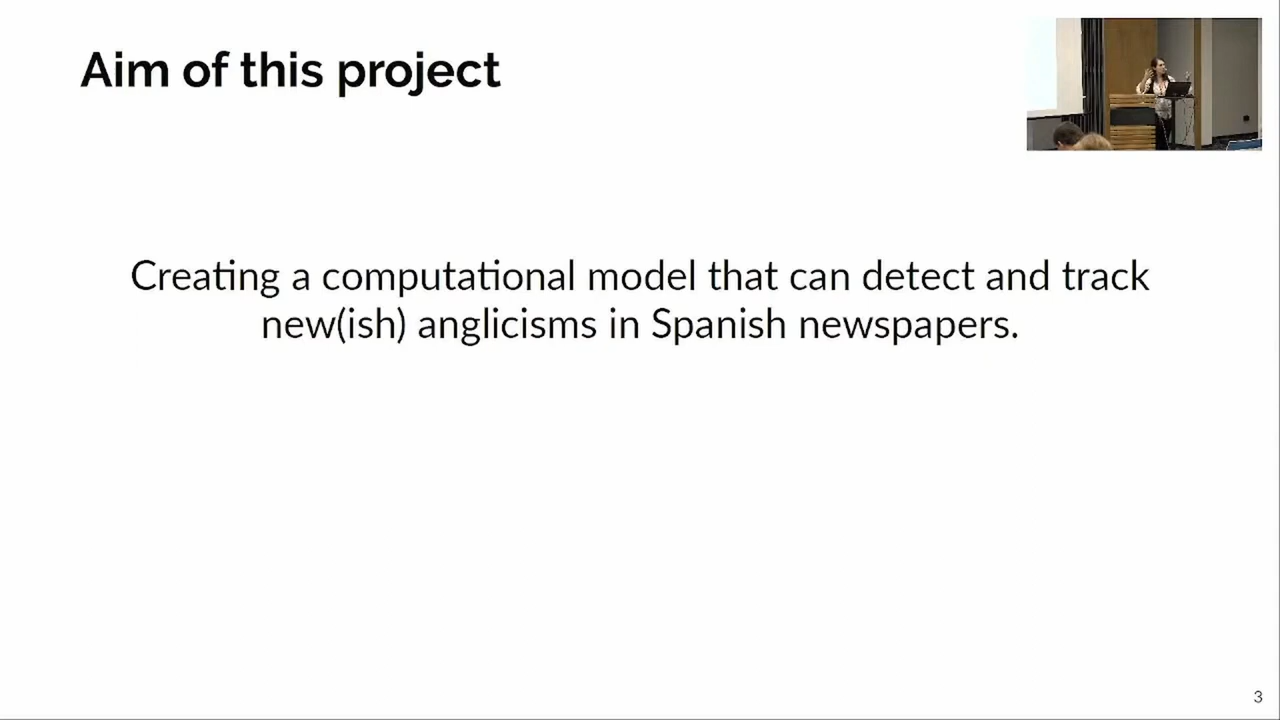 Aim of this project
Creating a computational model that can detect and track
new(ish) anglicisms in Spanish newspapers.
3